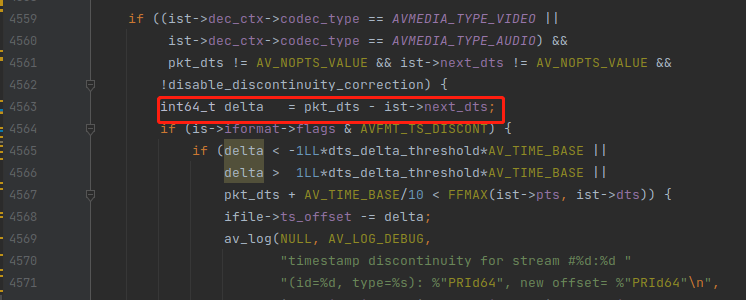 4559 if ((ist->dec_ctx->codec_type == AVMEDIA_TYPE_VIDEO ||
4560 ist->dec_ctx->codec_type == AVMEDIA_TYPE_AUDIO) &&
4561 pkt_dts != AV_NOPTS_VALUE && ist->next_dts != AV_NOPTS_VALUE &&
4562 !disable_discontinuity_correction) {
4563 int64_t delta   = pkt_dts - ist->next_dts;
4564 if (is->iformat->flags & AVFMT_TS_DISCONT) {
4565 if (delta < -1LL*dts_delta_threshold*AV_TIME_BASE ||
4566 delta >  1LL*dts_delta_threshold*AV_TIME_BASE ||
4567 pkt_dts + AV_TIME_BASE/10 < FFMAX(ist->pts, ist->dts)) {
4568 ifile->ts_offset -= delta;
4569 av_log(NULL, AV_LOG_DEBUG,
4570 "timestamp discontinuity for stream #%d:%d "
4571 "(id=%d, type=%s): %"PRId64", new offset= %"PRId64"\n",